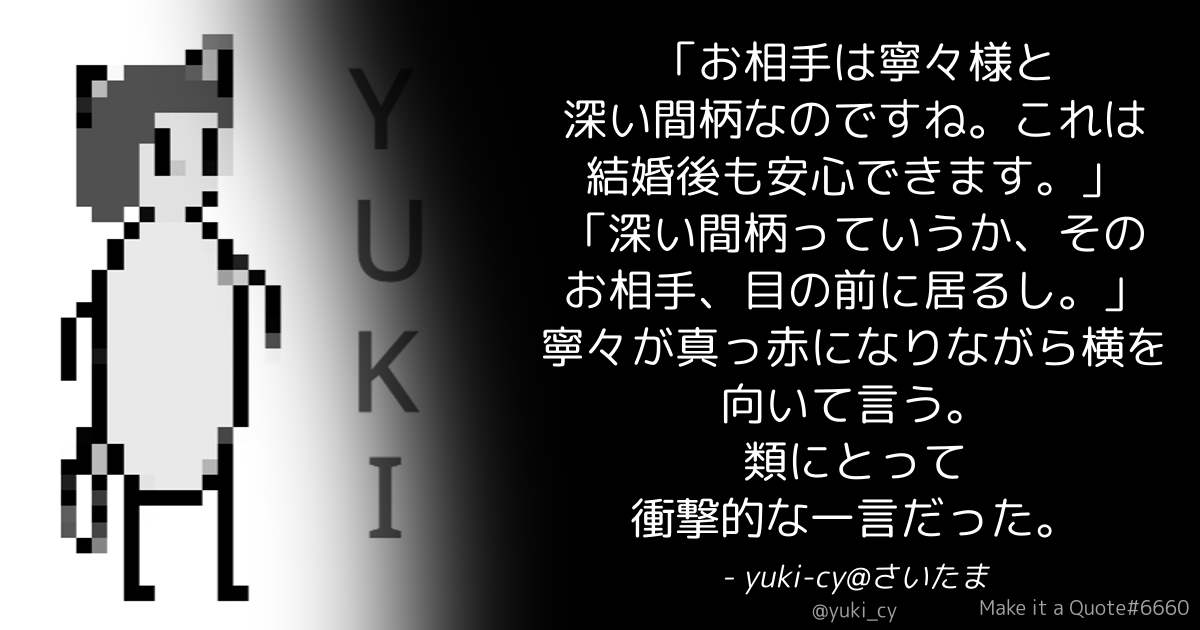 YUKI
「お相手は寧々様と
深い間柄なのですね。これは
結婚後も安心できます。」
「深い間柄っていうか、その
お相手、目の前に居るし。」
寧々が真っ赤になりながら横を
向いて言う。
類にとって
衝撃的な一言だった。
- yuki-cy@さいたま
@yuki_cy
Make it a Quote#6660